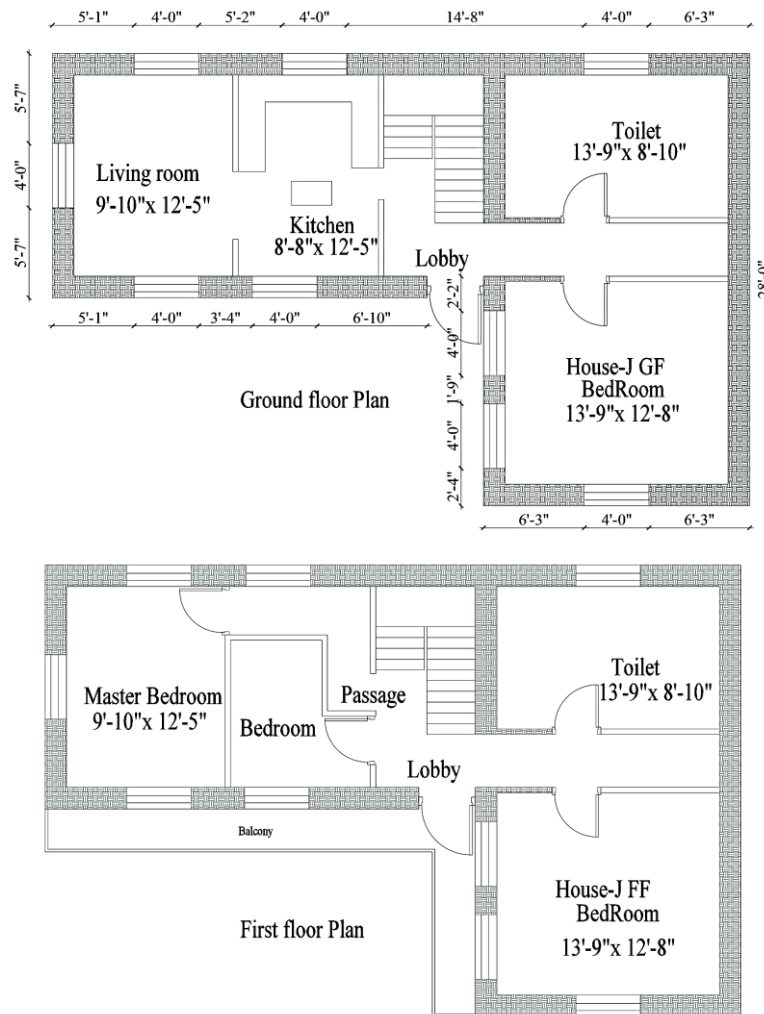 5'-1" 4'-0" 5'-2" 4'-0" 14'-8" 4'-0" 6'-3"
5'-7"
4'-0"
5'-7"
Living room
9'-10"x 12'-5"
Kitchen
8'-8"x 12'-5"
Toilet
13'-9"x 8'-10"
Lobby
28'-0"
5'-1" 4'-0" 3'-4" 4'-0" 6'-10"
2'-2"
4'-0"
1'-9"
4'-0"
2'-4"
House-J GF
BedRoom
13'-9"x 12'-8"
Ground floor Plan
6'-3" 4'-0" 6'-3"
Master Bedroom
9'-10"x 12'-5"
Bedroom
Passage
Toilet
13'-9"x 8'-10"
Lobby
Balcony
House-J FF
BedRoom
13'-9"x 12'-8"
First floor Plan